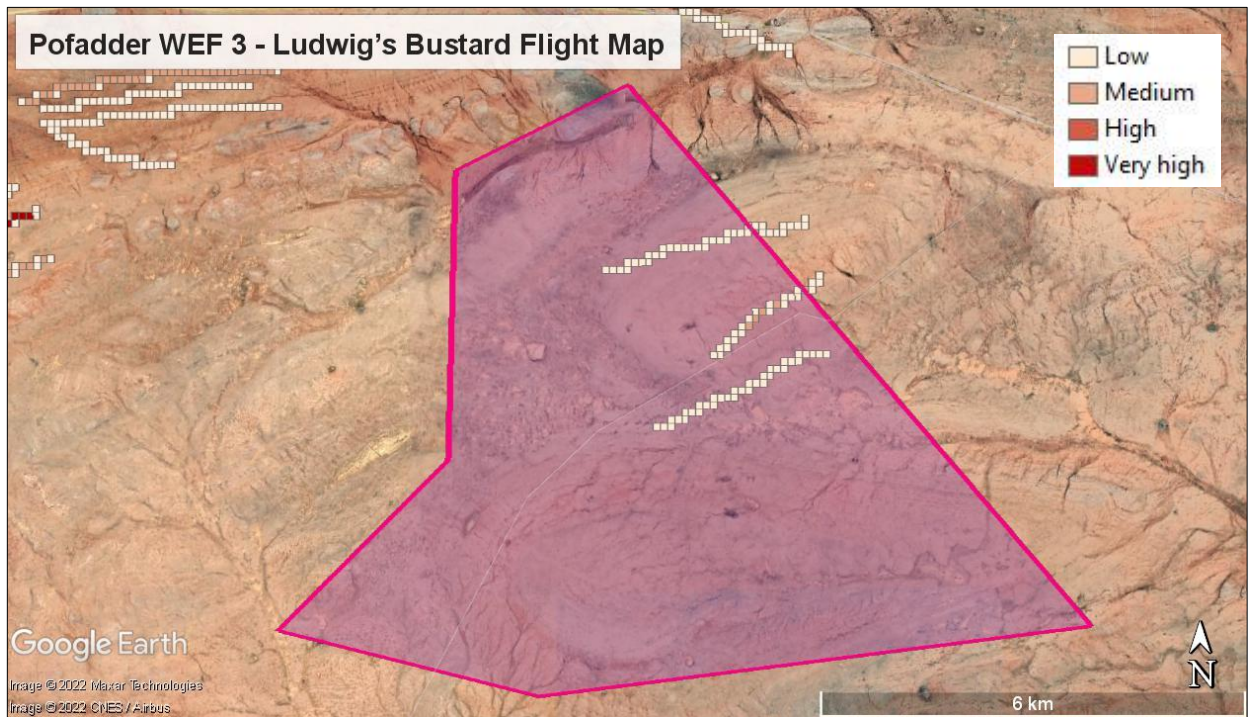 Pofadder WEF 3 - Ludwig's Bustard Flight Map
Low
Medium
High
Very high
Google Earth
Image © 2022 Maxar Technologies
Image © 2022 CNES / Airbus
N
6 km